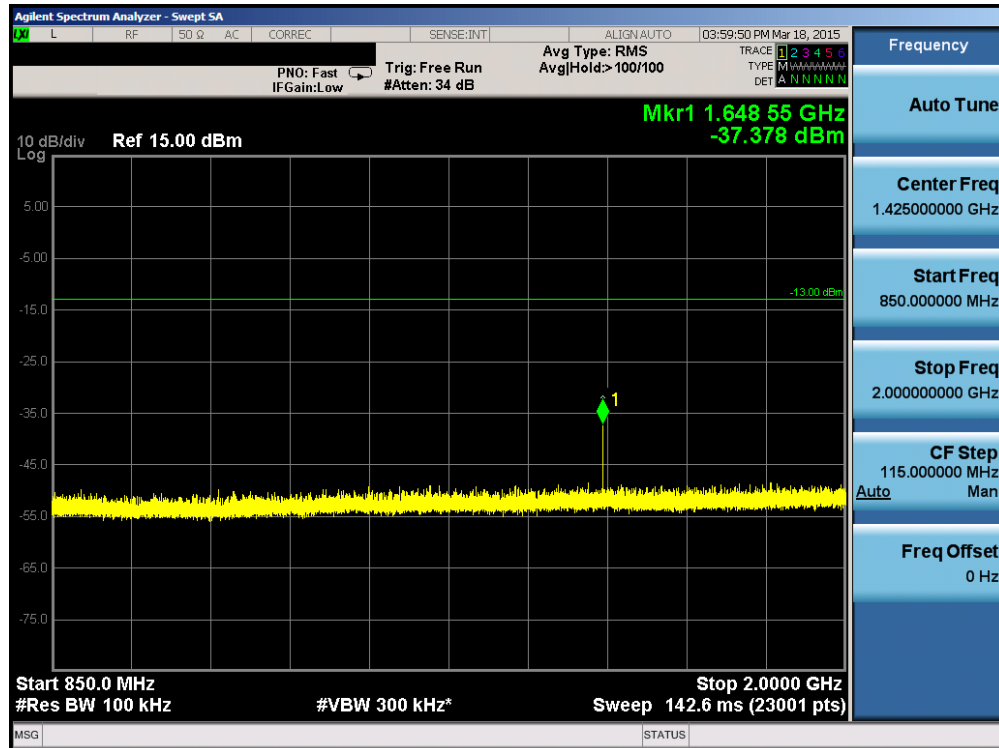 Agilent Spectrum Analyzer - Swept SA
LXI L RF 50 Ω AC CORREC SENSE:INT ALIGN AUTO 03:59:50 PM Mar 18, 2015
PNO: Fast
IFGain:Low
Trig: Free Run
#Atten: 34 dB
Avg Type: RMS
Avg|Hold:> 100/100
TRACE 1 2 3 4 5 6
TYPE M WWWWW
DET A N N N N N
Mkr1 1.648 55 GHz
-37.378 dBm
10 dB/div Ref 15.00 dBm
Log
5.00
-5.00
-13.00 dBm
-15.0
-25.0
1
-35.0
-45.0
-55.0
-65.0
-75.0
Start 850.0 MHz Stop 2.0000 GHz
#Res BW 100 kHz #VBW 300 kHz* Sweep 142.6 ms (23001 pts)
MSG STATUS
Frequency
Auto Tune
Center Freq
1.425000000 GHz
Start Freq
850.000000 MHz
Stop Freq
2.000000000 GHz
CF Step
115.000000 MHz
Auto Man
Freq Offset
0 Hz